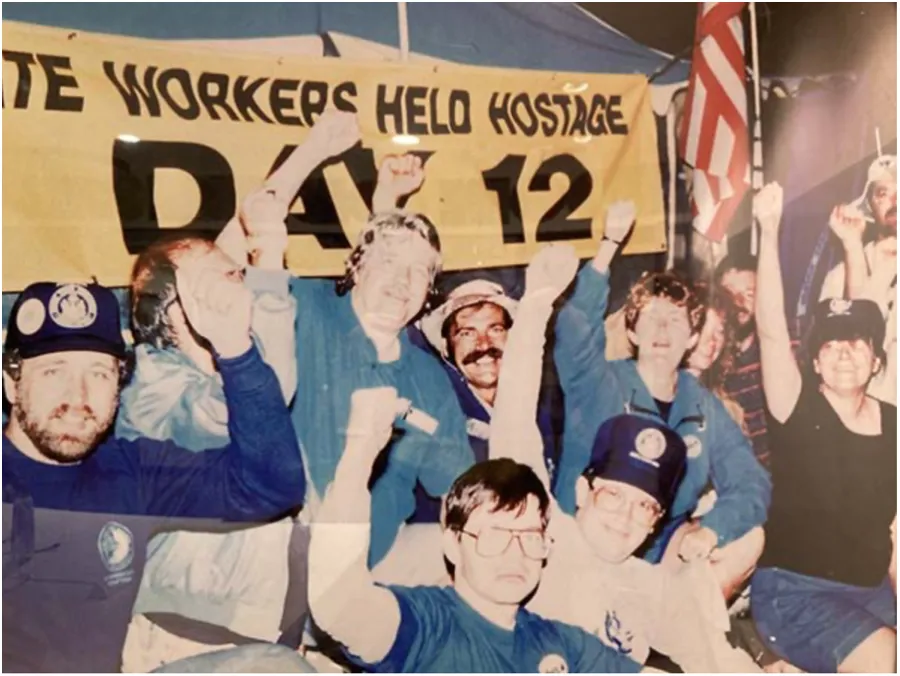 TE WORKERS HELD HOSTAGE
DAY 12